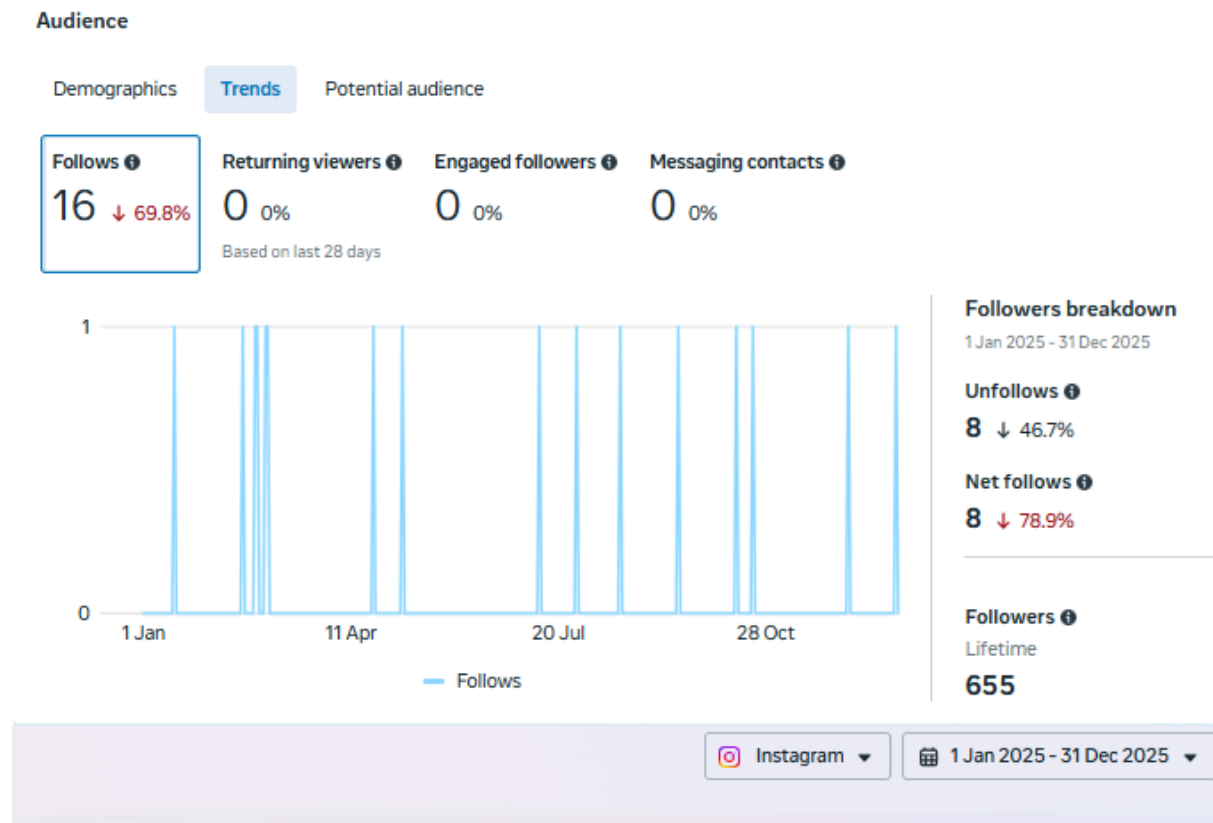 Audience
Demographics Trends Potential audience
Follows Returning viewers Engaged followers Messaging contacts
16 ↓ 69.8% 0 0% 0 0% 0 0%
Based on last 28 days
Followers breakdown
1 Jan 2025 - 31 Dec 2025
Unfollows
8 ↓ 46.7%
Net follows
8 ↓ 78.9%
Followers
Lifetime
655
1
0
1 Jan 11 Apr 20 Jul 28 Oct
Follows
Instagram 1 Jan 2025 - 31 Dec 2025